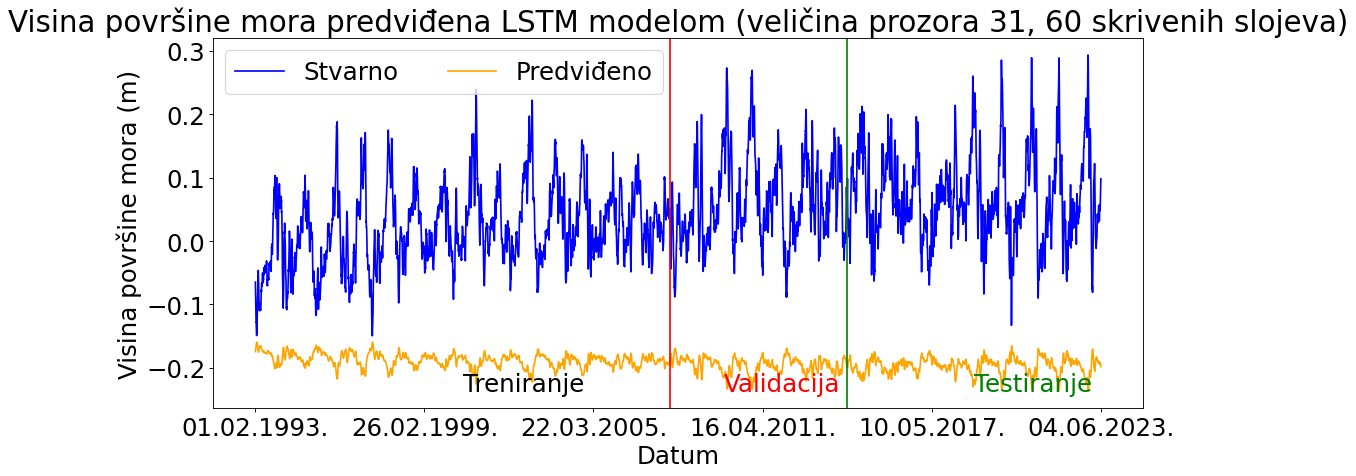 Visina površine mora predviđena LSTM modelom (veličina prozora 31, 60 skrivenih slojeva)
Stvarno Predviđeno
Visina površine mora (m)
0.3
0.2
0.1
0.0
−0.1
−0.2
Treniranje Validacija Testiranje
01.02.1993. 26.02.1999. 22.03.2005. 16.04.2011. 10.05.2017. 04.06.2023.
Datum